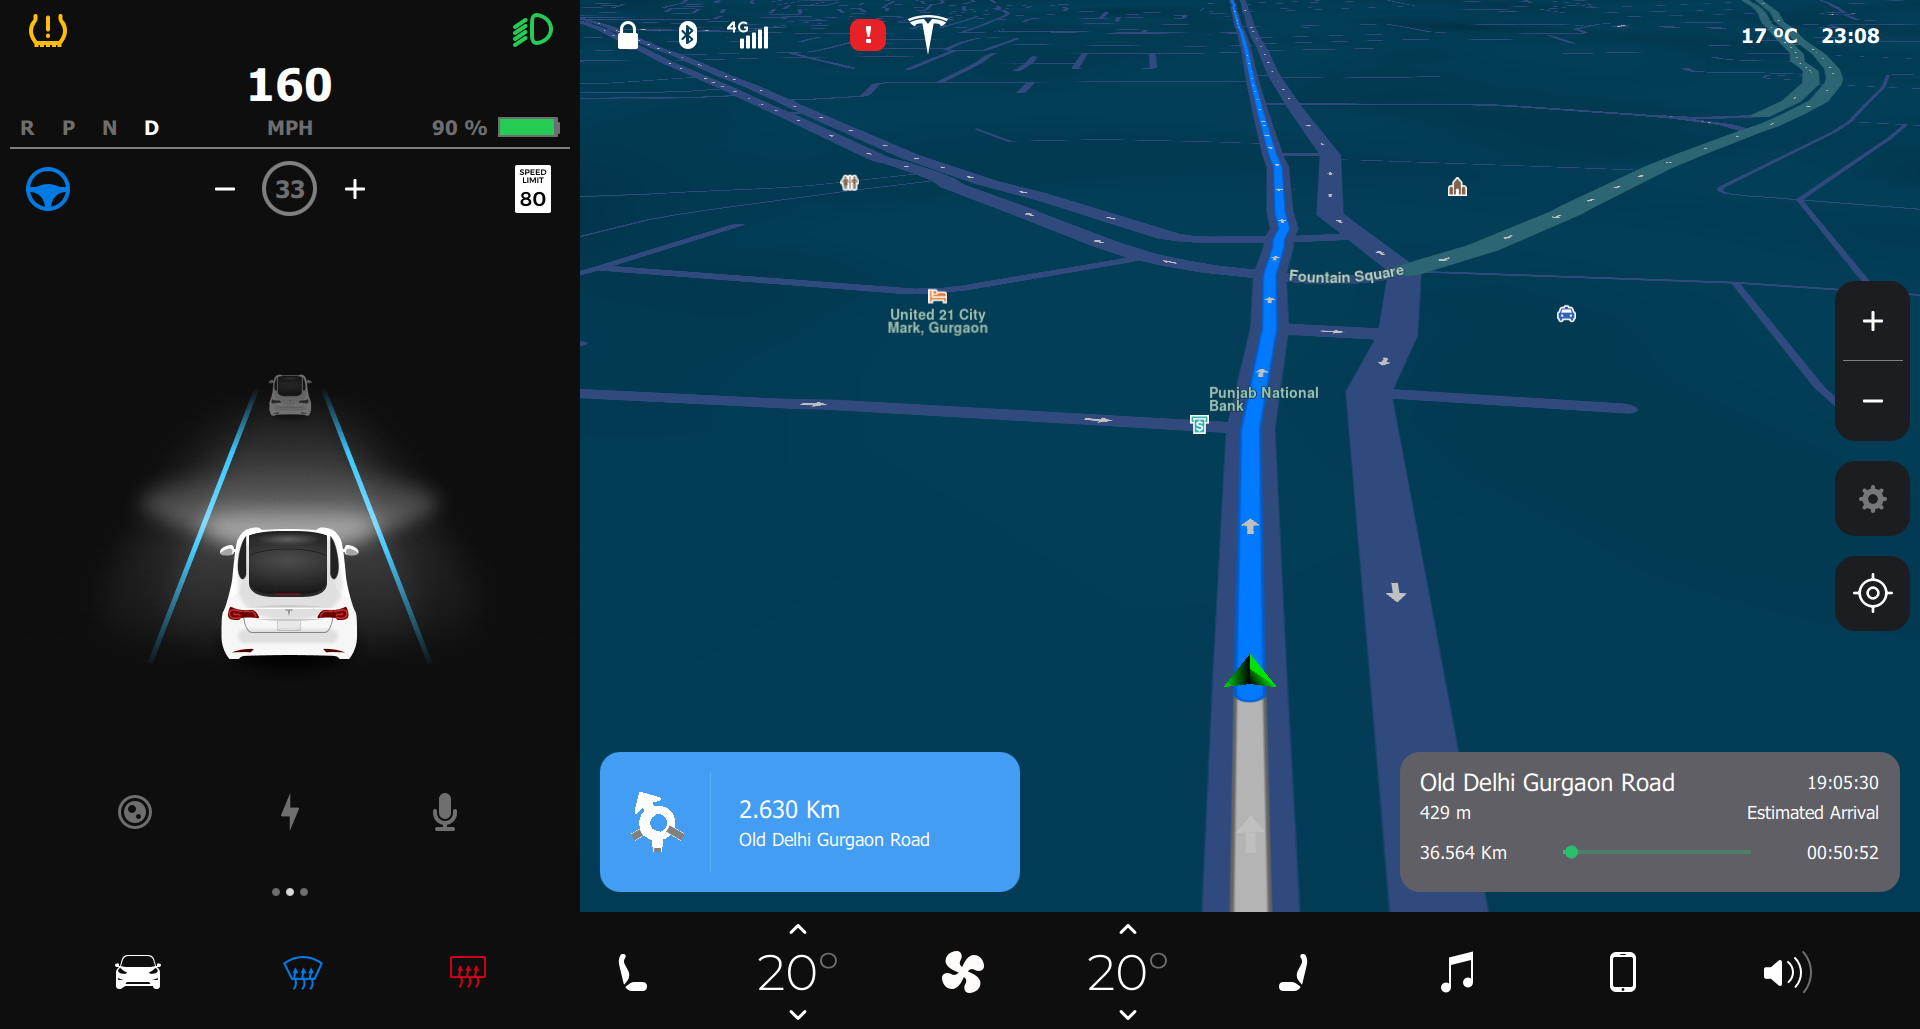 160
R P N D
MPH
90 %
33
SPEED
LIMIT
80
4G
!
17 ºC
23:08
Fountain Square
United 21 City
Mark, Gurgaon
Punjab National
Bank
$
2.630 Km
Old Delhi Gurgaon Road
Old Delhi Gurgaon Road
19:05:30
429 m
Estimated Arrival
36.564 Km
00:50:52
20°
20°